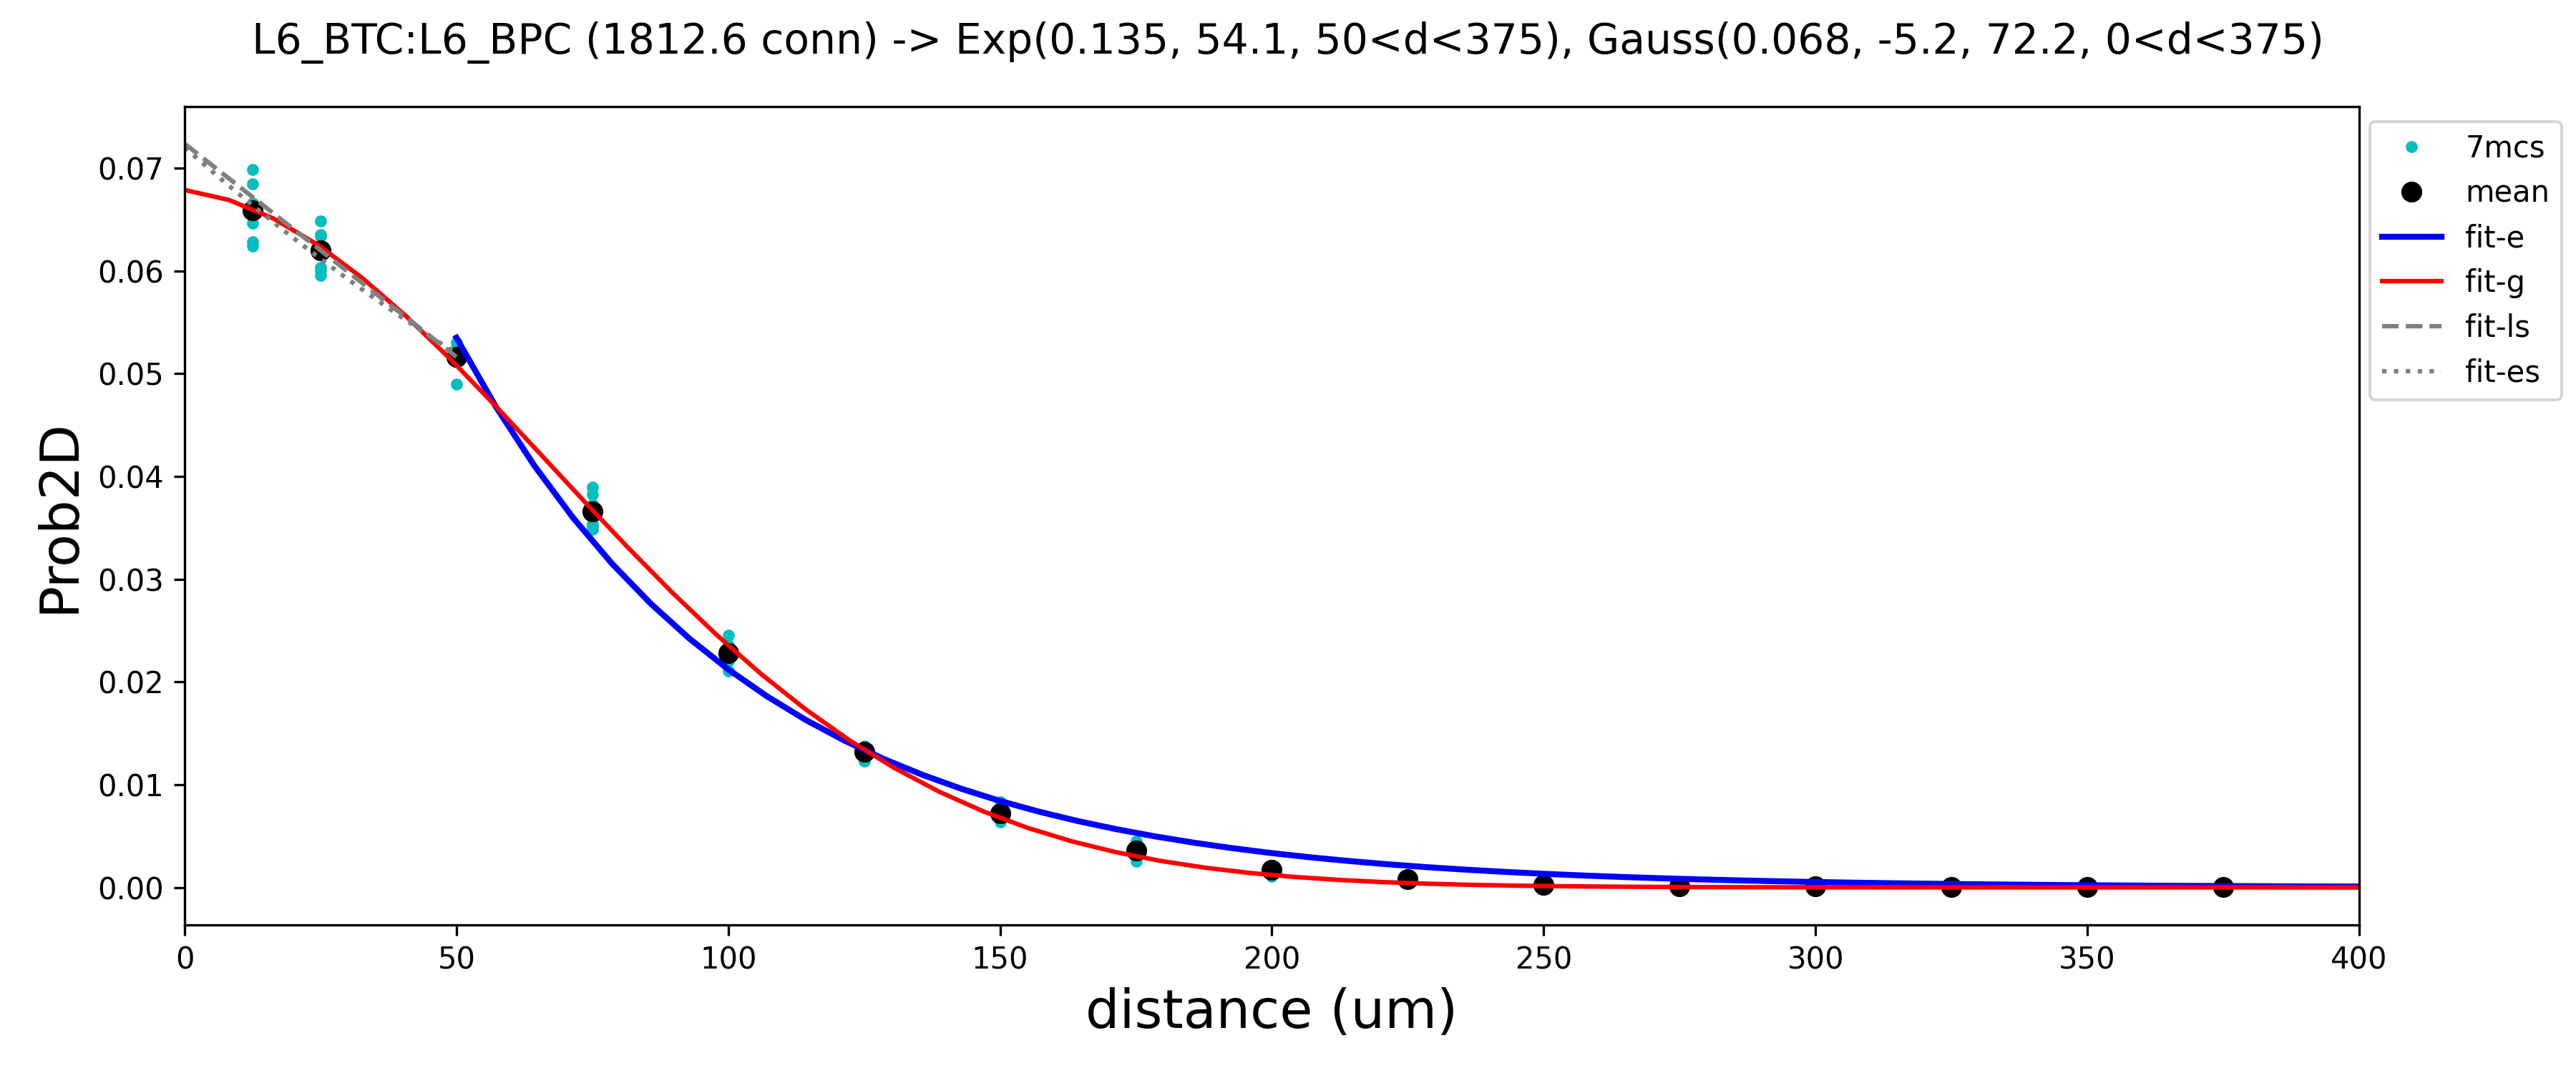 L6_BTC:L6_BPC (1812.6 conn) -> Exp(0.135, 54.1, 50<d<375), Gauss(0.068, -5.2, 72.2, 0<d<375)
7mcs
mean
fit-e
fit-g
fit-ls
fit-es
Prob2D
0.07
0.06
0.05
0.04
0.03
0.02
0.01
0.00
0 50 100 150 200 250 300 350 400
distance (um)